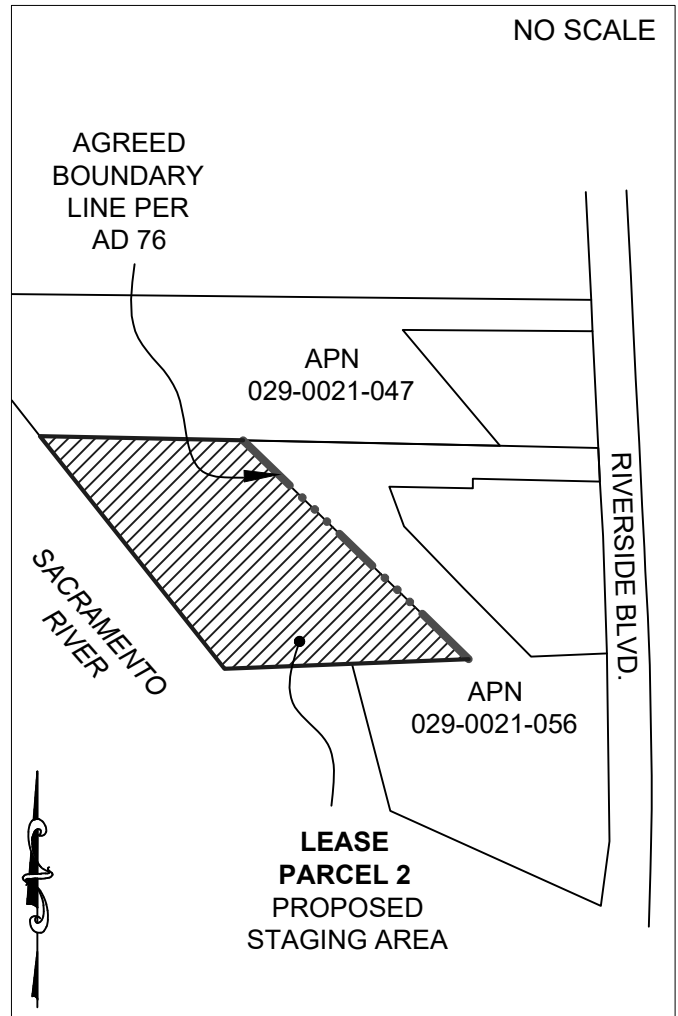 NO SCALE
AGREED
BOUNDARY
LINE PER
AD 76
APN
029-0021-047
RIVERSIDE BLVD.
SACRAMENTO
RIVER
APN
029-0021-056
LEASE
PARCEL 2
PROPOSED
STAGING AREA